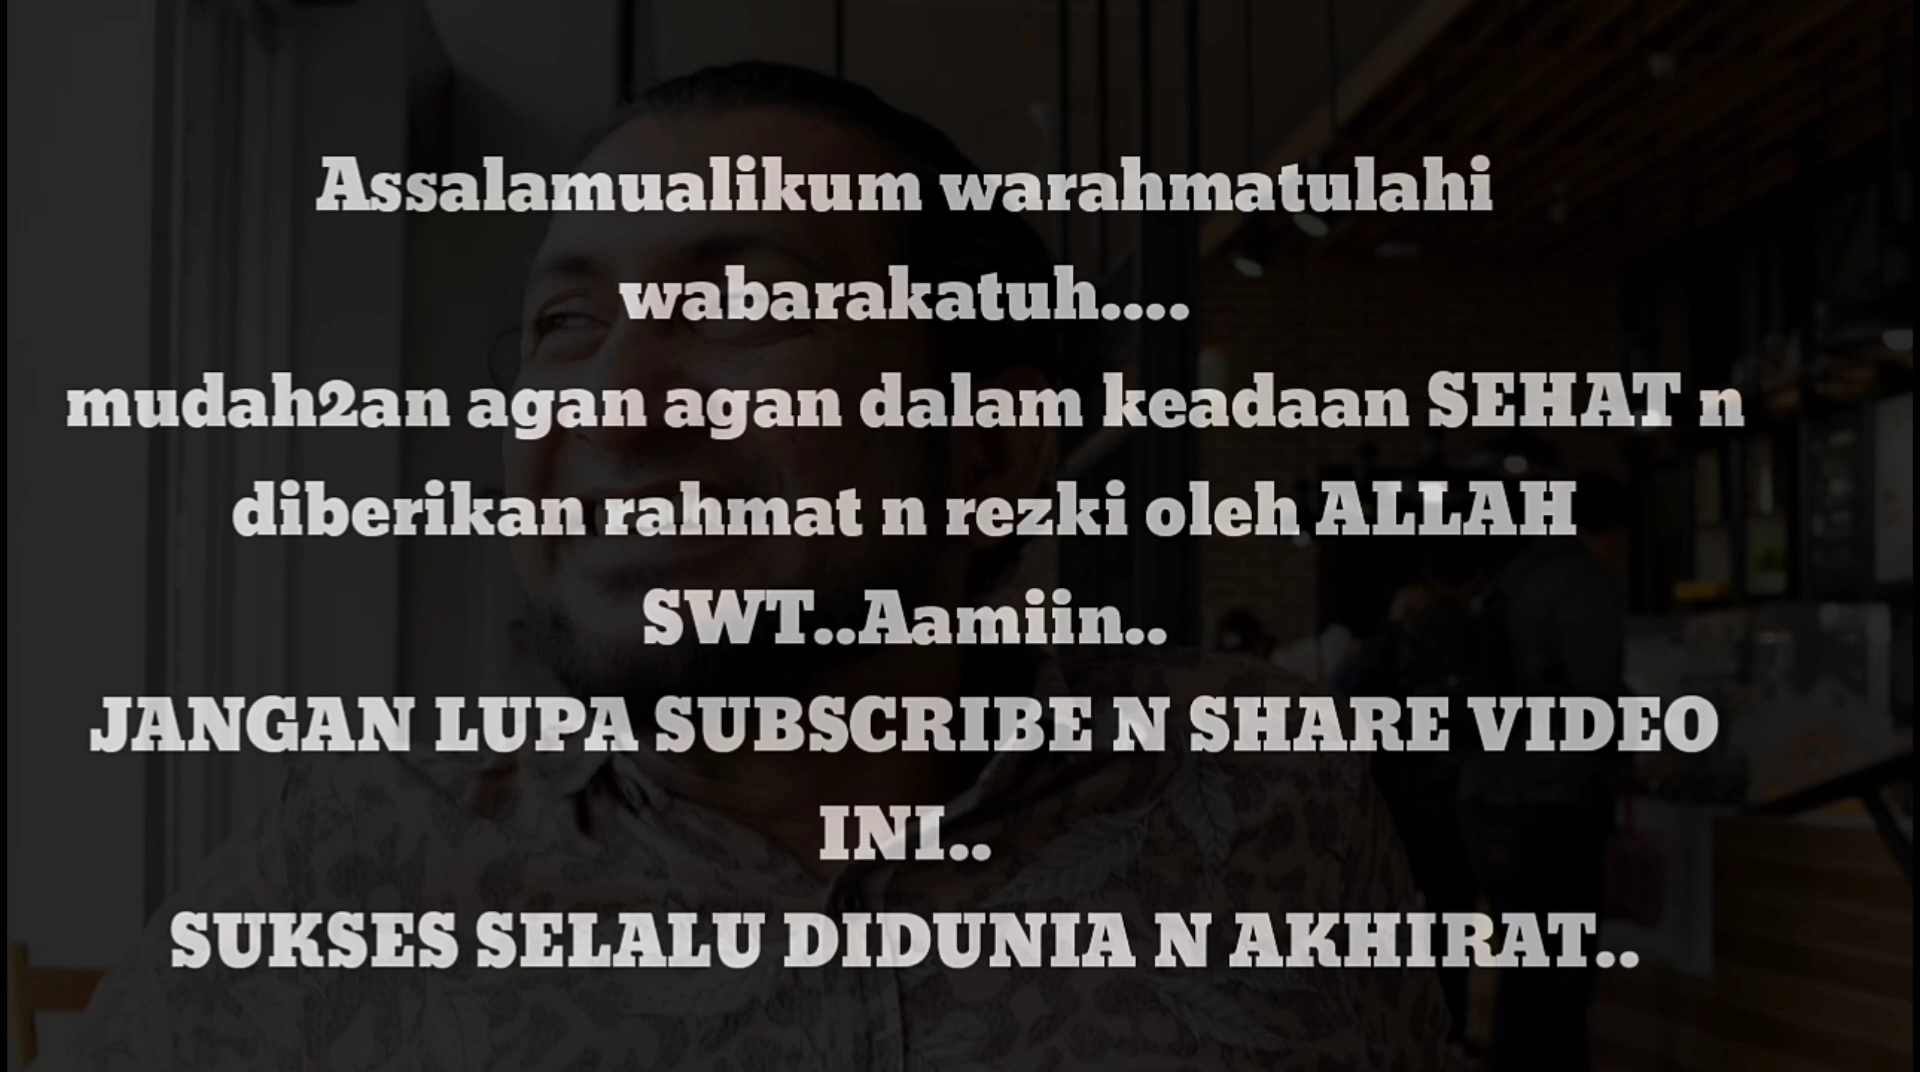 Assalamualikum warahmatulahi
wabarakatuh....
mudah2an agan agan dalam keadaan SEHAT n
diberikan rahmat n rezki oleh ALLAH
SWT..Aamiin..
JANGAN LUPA SUBSCRIBE N SHARE VIDEO
INI..
SUKSES SELALU DIDUNIA N AKHIRAT..